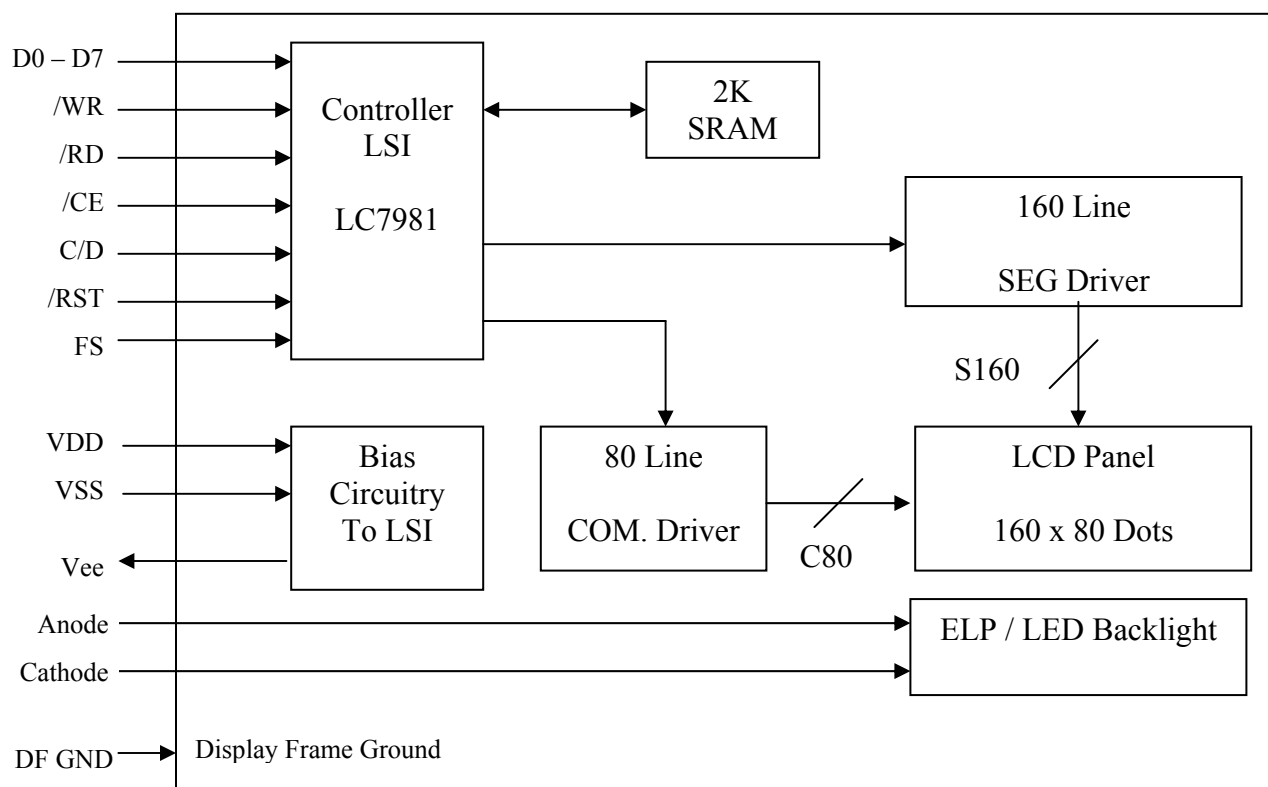 D0 – D7
/WR
/RD
/CE
C/D
/RST
FS
Controller
LSI
LC7981
2K
SRAM
160 Line
SEG Driver
S160
VDD
VSS
Vee
Bias
Circuitry
To LSI
80 Line
COM. Driver
C80
LCD Panel
160 x 80 Dots
Anode
Cathode
ELP / LED Backlight
DF GND
Display Frame Ground